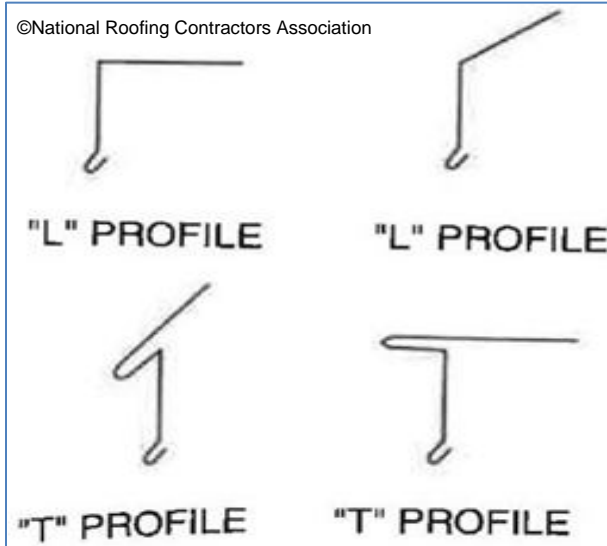 ©National Roofing Contractors Association
"L" PROFILE
"L" PROFILE
"T" PROFILE
"T" PROFILE